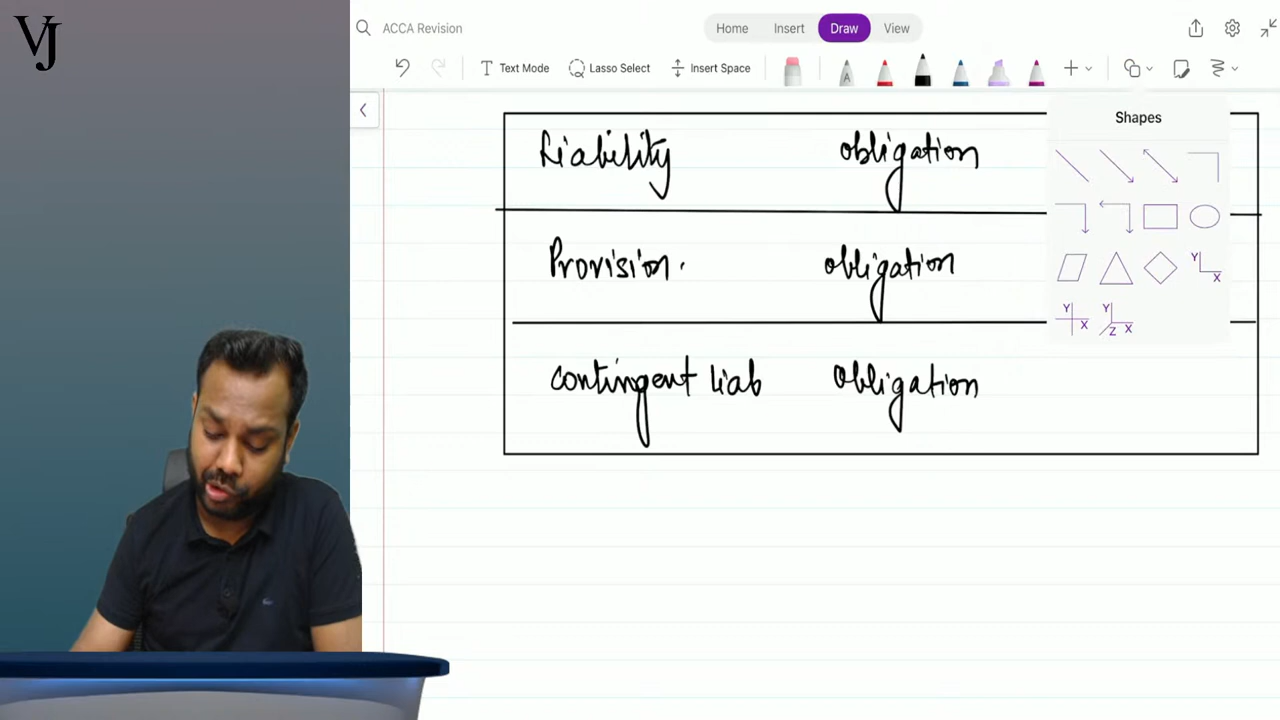 VJ
ACCA Revision
Home Insert Draw View
Text Mode Lasso Select Insert Space
A
Shapes
Y X
Y X Y Z X
Liability obligation
Provision. obligation
contingent liab Obligation